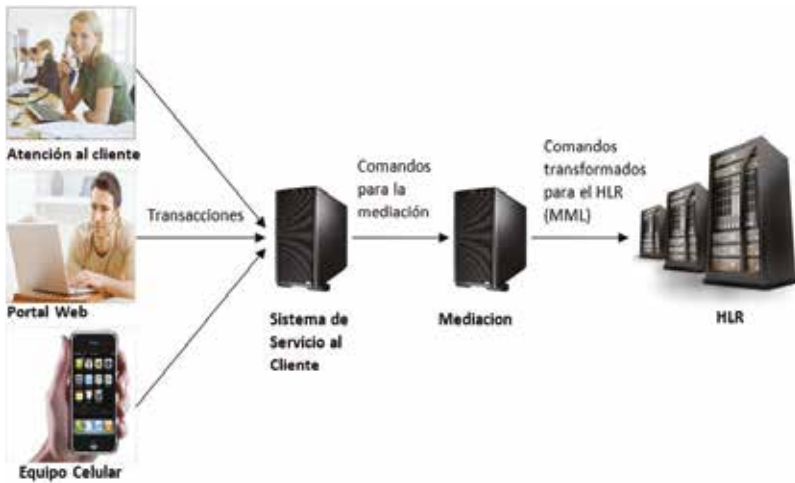 Atención al cliente
Transacciones
Portal Web
Equipo Celular
Sistema de
Servicio al
Cliente
Comandos
para la
mediación
Mediacion
Comandos
transformados
para el HLR
(MML)
HLR